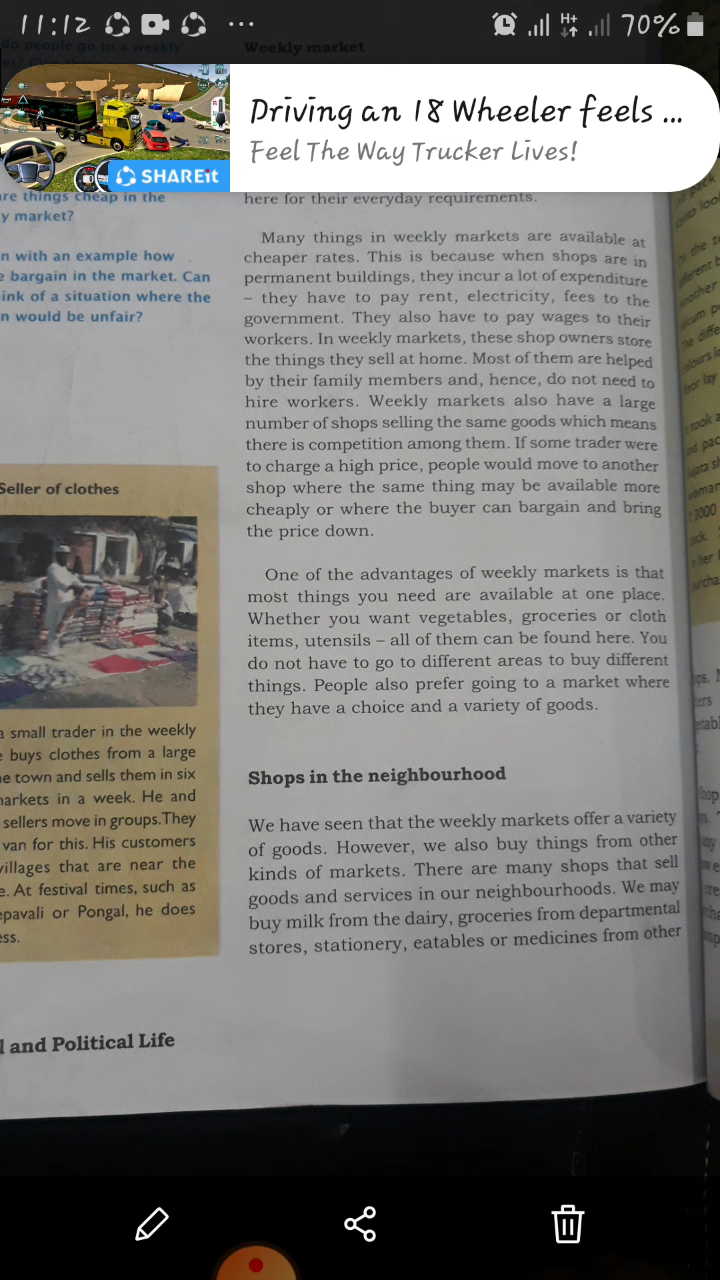 11:12
H+
70%
do people go to a weekly
Weekly market
Driving an 18 Wheeler feels ...
Feel The Way Trucker Lives!
SHAREit
are things cheap in the
y market?
n with an example how
e bargain in the market. Can
ink of a situation where the
n would be unfair?
Seller of clothes
a small trader in the weekly
e buys clothes from a large
e town and sells them in six
arkets in a week. He and
sellers move in groups. They
van for this. His customers
villages that are near the
e. At festival times, such as
epavali or Pongal, he does
ess.
l and Political Life
here for their everyday requirements.
Many things in weekly markets are available at
cheaper rates. This is because when shops are in
permanent buildings, they incur a lot of expenditure
– they have to pay rent, electricity, fees to the
government. They also have to pay wages to their
workers. In weekly markets, these shop owners store
the things they sell at home. Most of them are helped
by their family members and, hence, do not need to
hire workers. Weekly markets also have a large
number of shops selling the same goods which means
there is competition among them. If some trader were
to charge a high price, people would move to another
shop where the same thing may be available more
cheaply or where the buyer can bargain and bring
the price down.
One of the advantages of weekly markets is that
most things you need are available at one place.
Whether you want vegetables, groceries or cloth
items, utensils – all of them can be found here. You
do not have to go to different areas to buy different
things. People also prefer going to a market where
they have a choice and a variety of goods.
Shops in the neighbourhood
We have seen that the weekly markets offer a variety
of goods. However, we also buy things from other
kinds of markets. There are many shops that sell
goods and services in our neighbourhoods. We may
buy milk from the dairy, groceries from departmental
stores, stationery, eatables or medicines from other